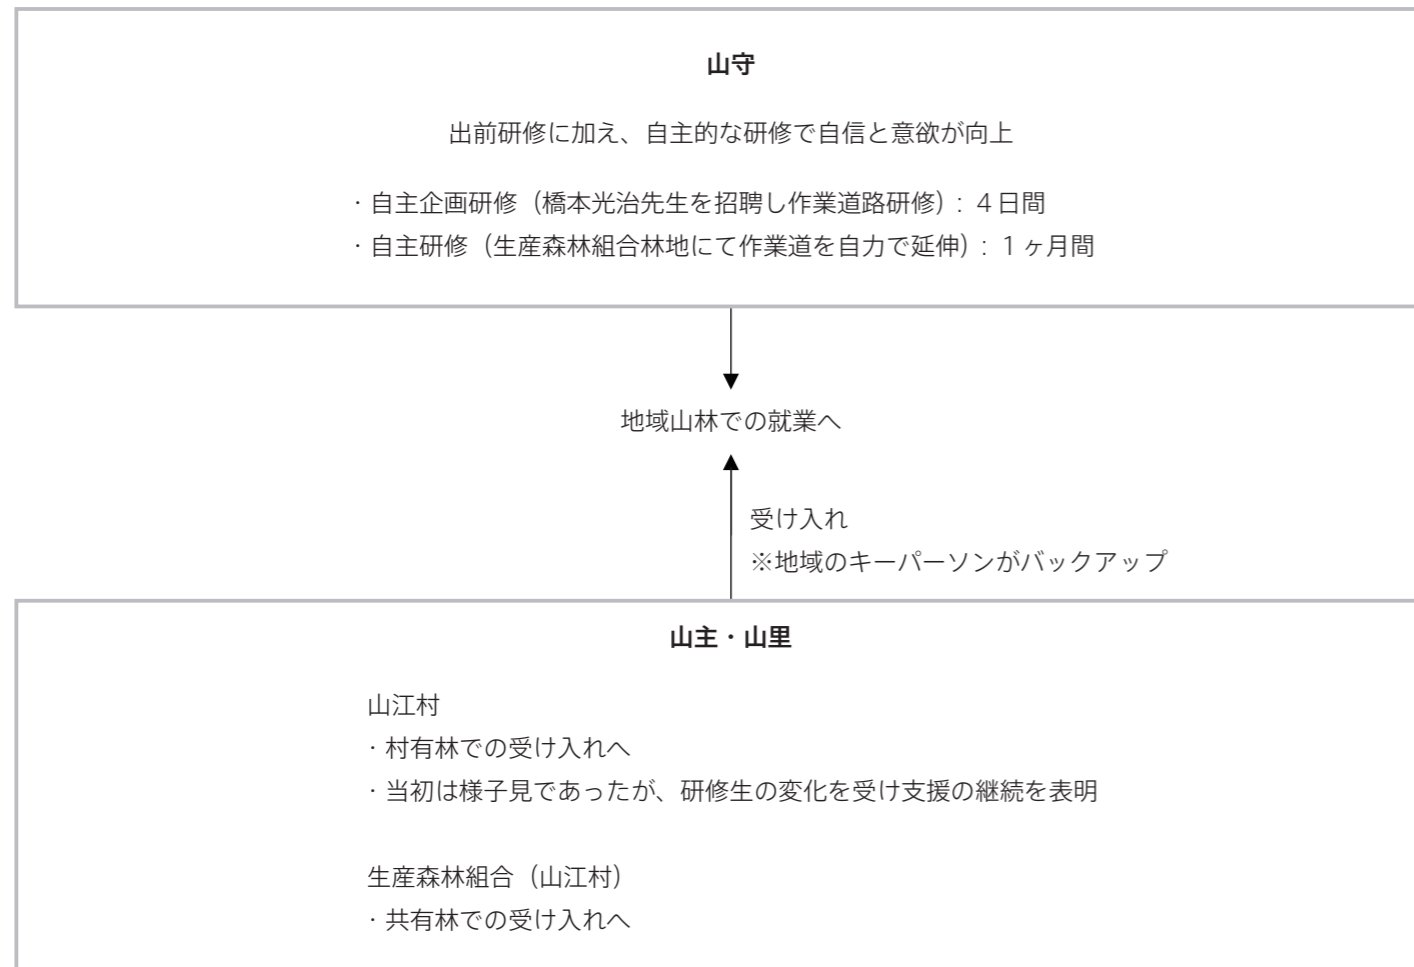 山守
出前研修に加え、自主的な研修で自信と意欲が向上
・自主企画研修（橋本光治先生を招聘し作業道路研修）: ４日間
・自主研修（生産森林組合林地にて作業道を自力で延伸）: １ヶ月間
地域山林での就業へ
受け入れ
※地域のキーパーソンがバックアップ
山主・山里
山江村
・村有林での受け入れへ
・当初は様子見であったが、研修生の変化を受け支援の継続を表明
生産森林組合（山江村）
・共有林での受け入れへ